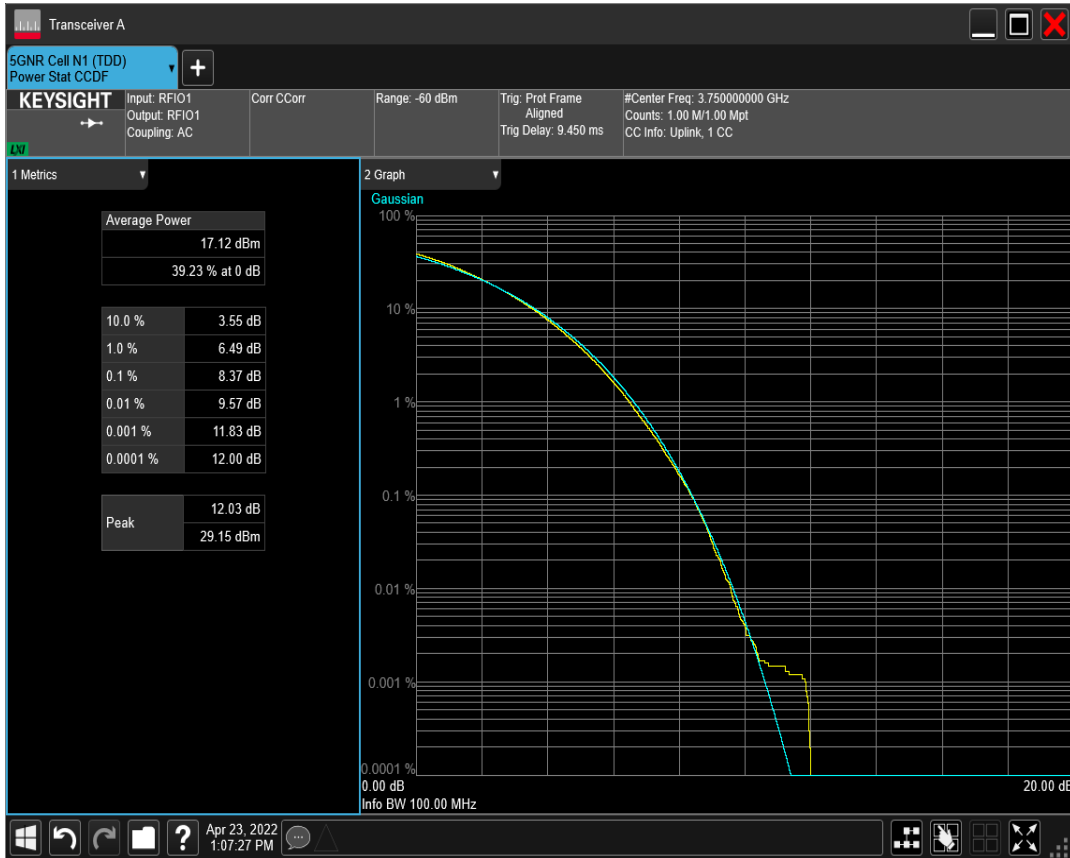 Transceiver A
5GNR Cell N1 (TDD)
Power Stat CCDF
+
KEYSIGHT
LXI
Input: RFIO1
Output: RFIO1
Coupling: AC
Corr CCorr
Range: -60 dBm
Trig: Prot Frame
Aligned
Trig Delay: 9.450 ms
#Center Freq: 3.750000000 GHz
Counts: 1.00 M/1.00 Mpt
CC Info: Uplink, 1 CC
1 Metrics
Average Power
17.12 dBm
39.23 % at 0 dB
10.0 % 3.55 dB
1.0 % 6.49 dB
0.1 % 8.37 dB
0.01 % 9.57 dB
0.001 % 11.83 dB
0.0001 % 12.00 dB
Peak
12.03 dB
29.15 dBm
2 Graph
Gaussian
100 %
10 %
1 %
0.1 %
0.01 %
0.001 %
0.0001 %
0.00 dB 20.00 dB
Info BW 100.00 MHz
?
Apr 23, 2022
1:07:27 PM